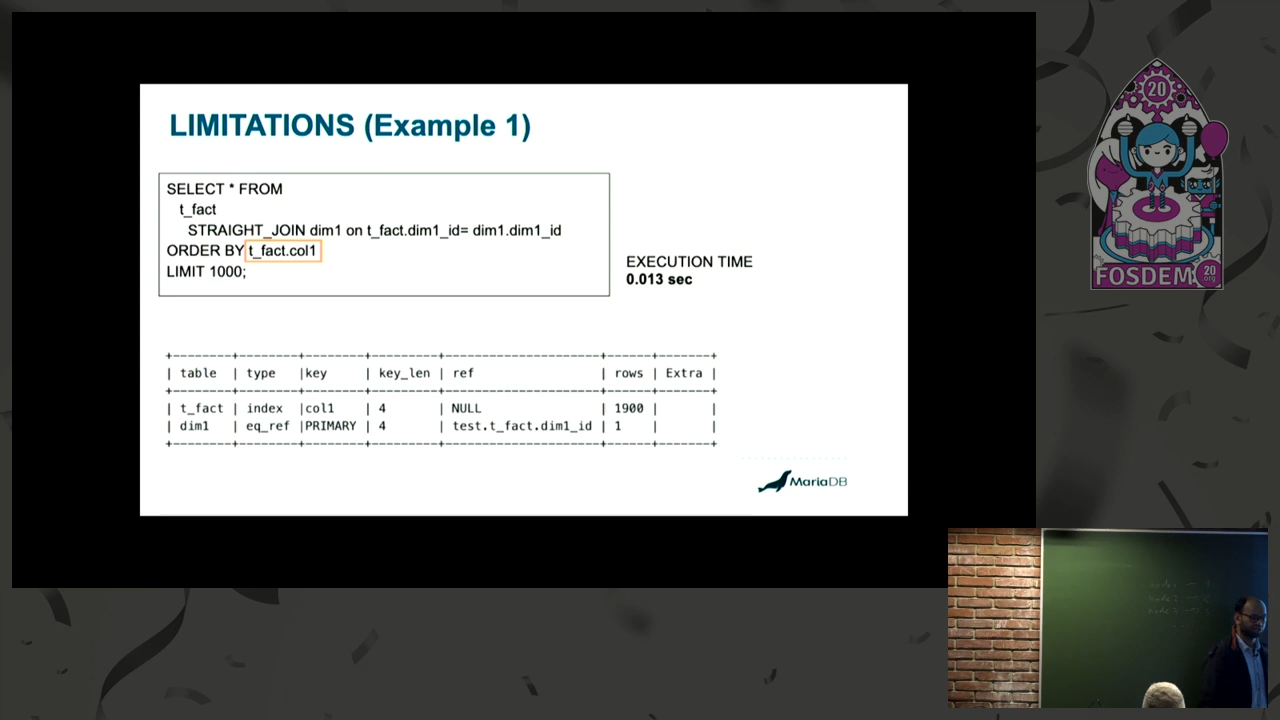 LIMITATIONS (Example 1)
SELECT * FROM
t_fact
STRAIGHT_JOIN dim1 on t_fact.dim1_id= dim1.dim1_id
ORDER BY t_fact.col1
LIMIT 1000;
EXECUTION TIME
0.013 sec
+--------+-------+--------+--------+---------------------+------+-------+
| table | type |key | key_len | ref | rows | Extra |
+--------+-------+--------+--------+---------------------+------+-------+
| t_fact | index |col1 | 4 | NULL | 1900 | |
| dim1 | eq_ref |PRIMARY | 4 | test.t_fact.dim1_id | 1 | |
+--------+-------+--------+--------+---------------------+------+-------+
MariaDB
20
FOSDEM
20
.org